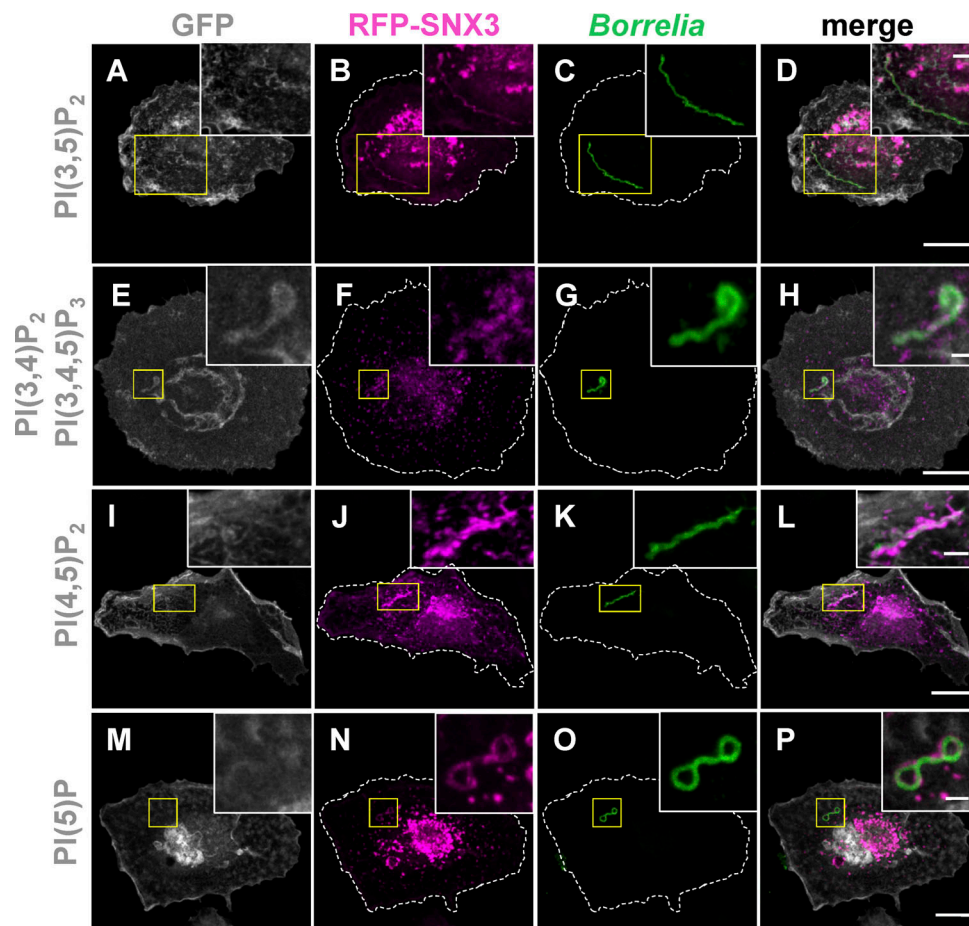 GFP RFP-SNX3 Borrelia merge
PI(3,5)P2
A B C D
PI(3,4)P2
PI(3,4,5)P3
E F G H
PI(4,5)P2
I J K L
PI(5)P
M N O P